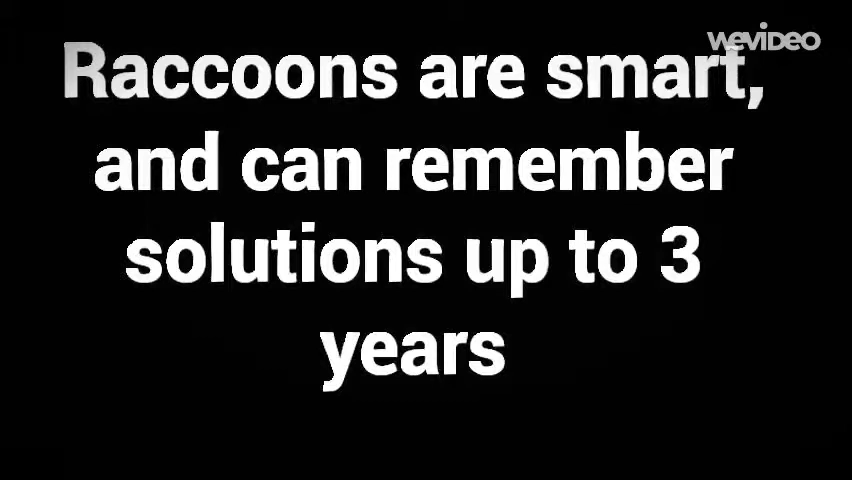 WEVIDEO
Raccoons are smart,
and can remember
solutions up to 3
years